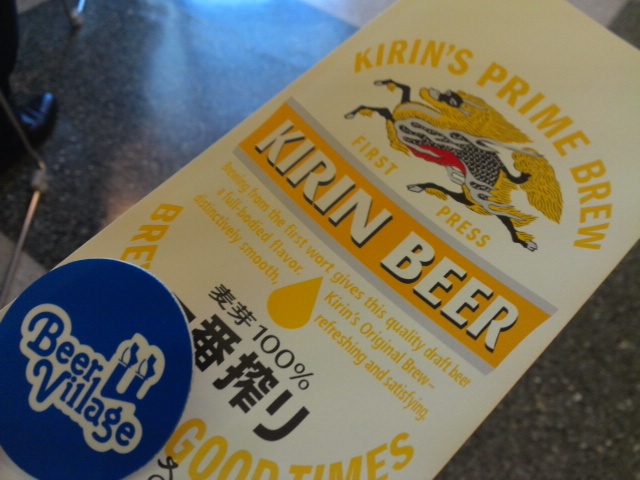 KIRIN'S PRIME BREW
FIRST PRESS
KIRIN BEER
Brewing from the first wort gives this quality draft beer
a full-bodied flavor,
distinctively smooth,
Kirin's Original Brew–
refreshing and satisfying.
麦芽100%
一番搾り
BRE
GOOD TIMES
Beer
Village